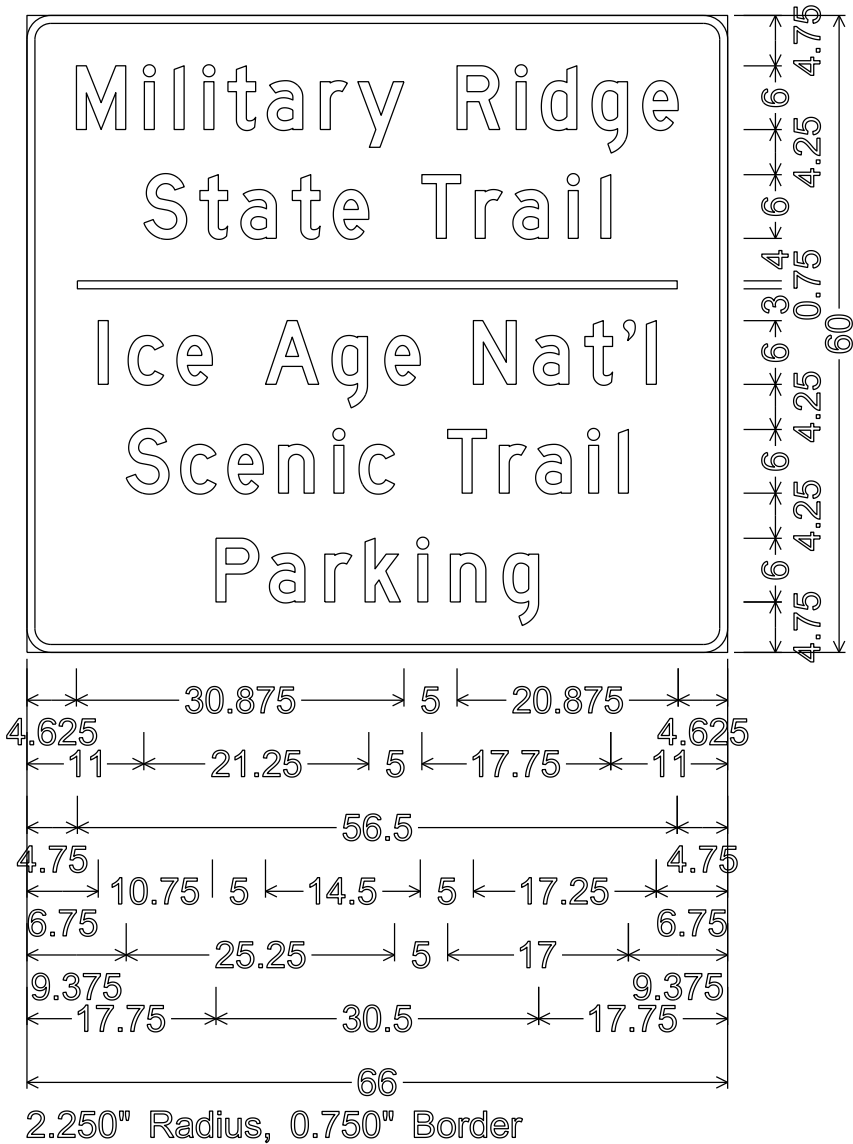 Military Ridge
State Trail
Ice Age Nat'l
Scenic Trail
Parking
4.75
6
4.25
6
4
0.75
3
6
4.25
6
4.25
6
4.75
60
30.875 5 20.875
4.625 4.625
11 21.25 5 17.75 11
56.5
4.75 4.75
10.75 5 14.5 5 17.25
6.75 6.75
25.25 5 17
9.375 9.375
17.75 30.5 17.75
66
2.250" Radius, 0.750" Border